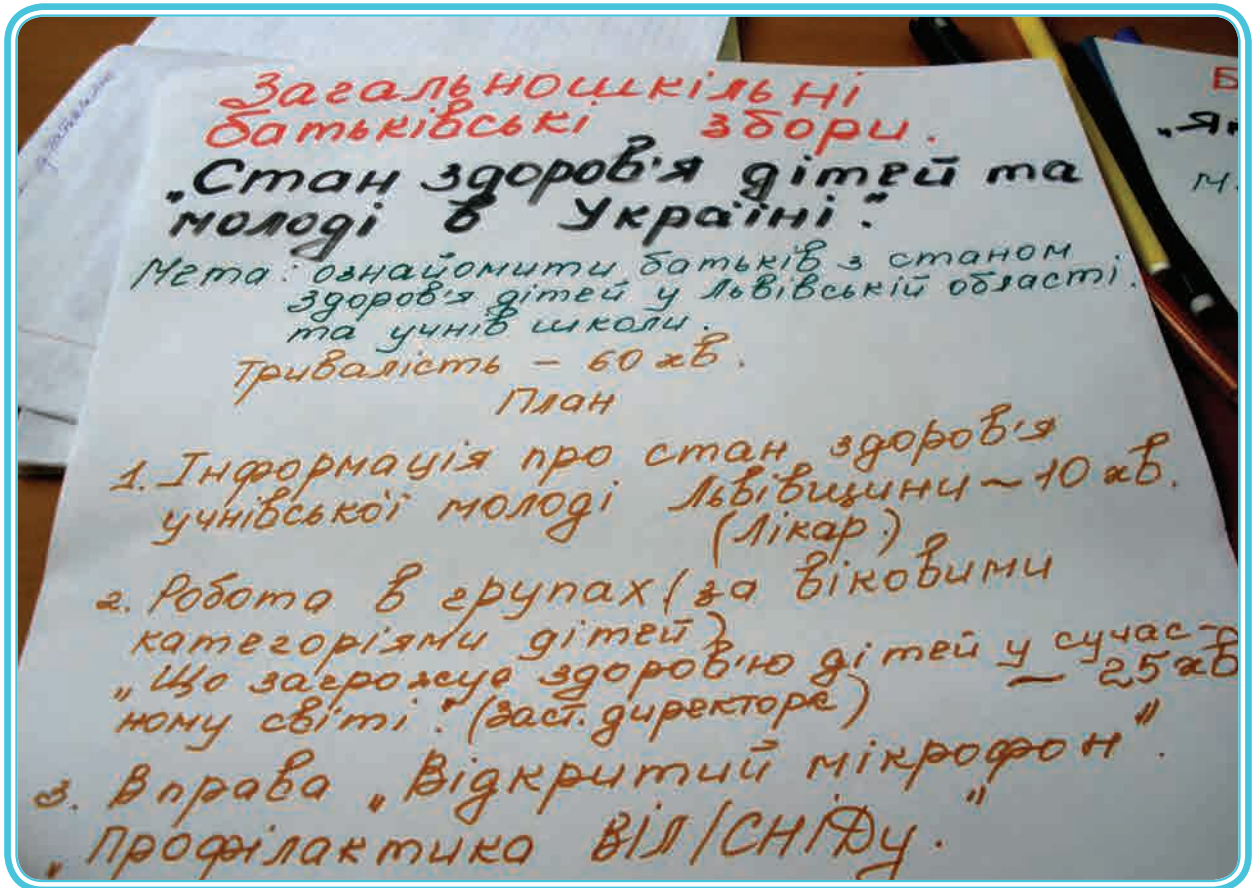 Загальношкільні
батьківські збори.
„Стан здоров'я дітей та
молоді в Україні".
Мета: ознайомити батьків з станом
здоров'я дітей у Львівській області.
та учнів школи.
Тривалість – 60 хв.
План
1. Інформація про стан здоров'я
учнівської молоді Львівщини – 10 хв.
(Лікар.)
2. Робота в групах (за віковими
категоріями дітей)
„Що загрожує здоров'ю дітей у сучас-
ному світі". (заст. директора) – 25 хв
3. Вправа „Відкритий мікрофон".
„Профілактика ВІЛ/СНІДу."